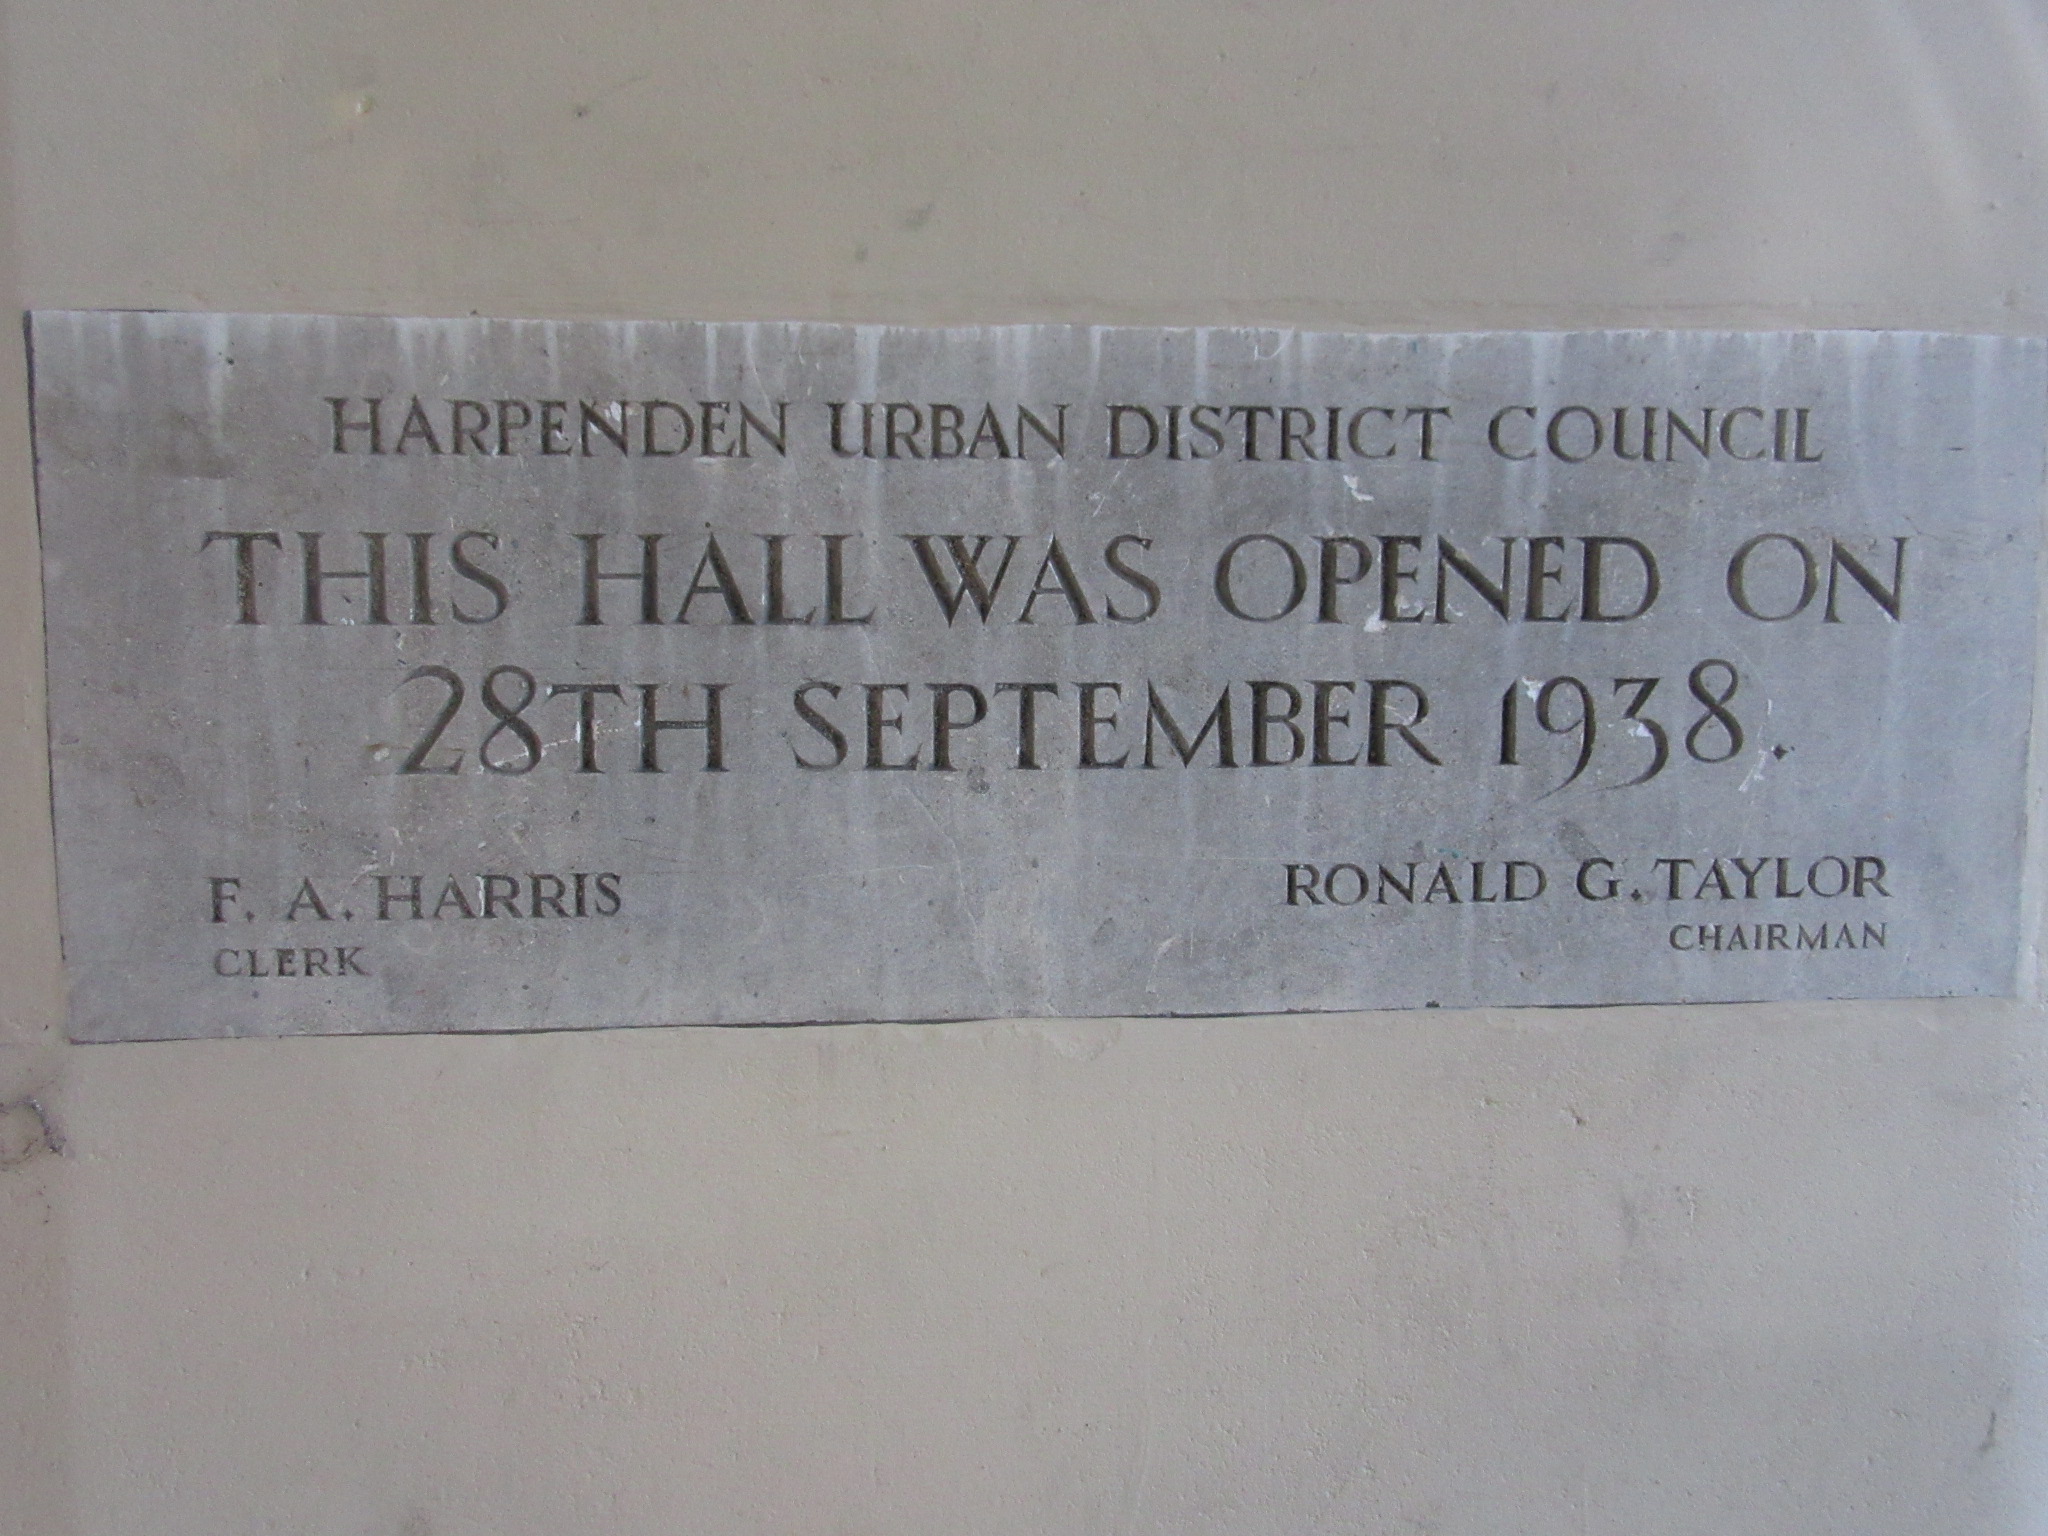 HARPENDEN URBAN DISTRICT COUNCIL
THIS HALL WAS OPENED ON
28TH SEPTEMBER 1938.
F. A. HARRIS RONALD G. TAYLOR
CLERK CHAIRMAN